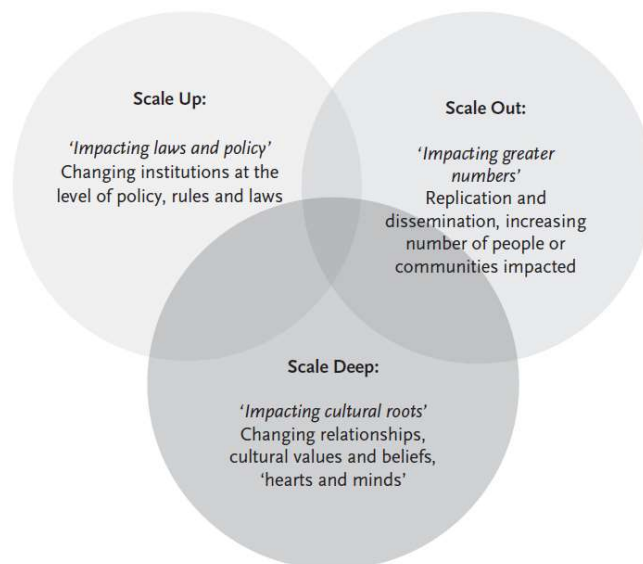 Scale Up:
‘Impacting laws and policy’
Changing institutions at the
level of policy, rules and laws
Scale Out:
‘Impacting greater
numbers’
Replication and
dissemination, increasing
number of people or
communities impacted
Scale Deep:
‘Impacting cultural roots’
Changing relationships,
cultural values and beliefs,
‘hearts and minds’